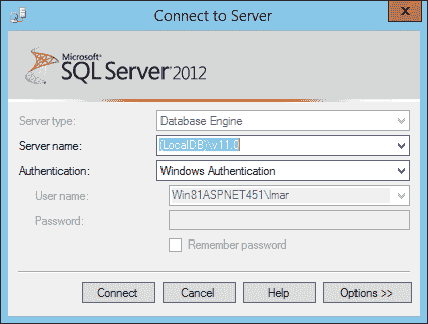 Connect to Server
x
Microsoft
SQL Server 2012
Server type: Database Engine
Server name: (LocalDB)\v11.0
Authentication: Windows Authentication
User name: Win81ASPNET451\Imar
Password:
Remember password
Connect Cancel Help Options >>